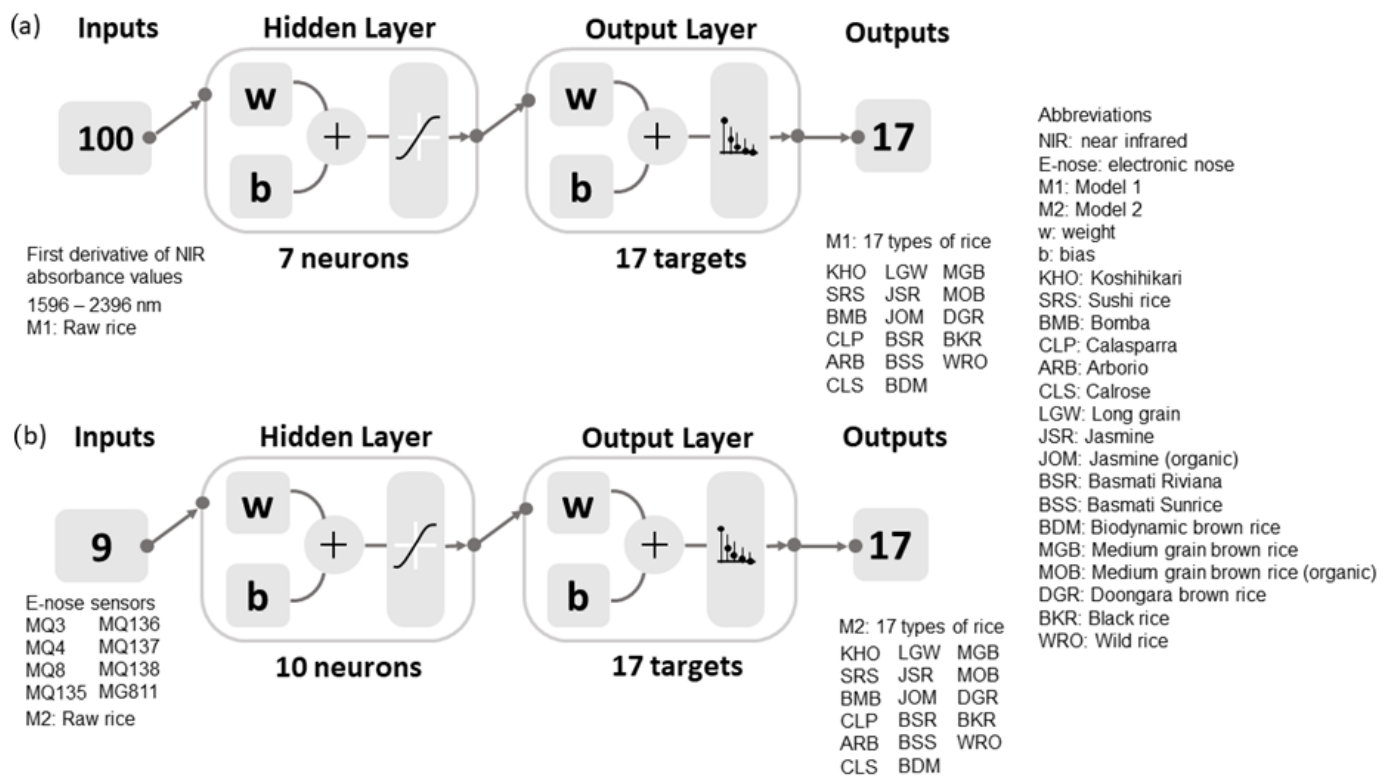 (a) Inputs Hidden Layer Output Layer Outputs
100 w b + w b + 17
First derivative of NIR
absorbance values
1596 – 2396 nm
M1: Raw rice
7 neurons
17 targets
M1: 17 types of rice
KHO LGW MGB
SRS JSR MOB
BMB JOM DGR
CLP BSR BKR
ARB BSS WRO
CLS BDM
(b) Inputs Hidden Layer Output Layer Outputs
9 w b + w b + 17
E-nose sensors
MQ3 MQ136
MQ4 MQ137
MQ8 MQ138
MQ135 MG811
M2: Raw rice
10 neurons
17 targets
M2: 17 types of rice
KHO LGW MGB
SRS JSR MOB
BMB JOM DGR
CLP BSR BKR
ARB BSS WRO
CLS BDM
Abbreviations
NIR: near infrared
E-nose: electronic nose
M1: Model 1
M2: Model 2
w: weight
b: bias
KHO: Koshihikari
SRS: Sushi rice
BMB: Bomba
CLP: Calasparra
ARB: Arborio
CLS: Calrose
LGW: Long grain
JSR: Jasmine
JOM: Jasmine (organic)
BSR: Basmati Riviana
BSS: Basmati Sunrice
BDM: Biodynamic brown rice
MGB: Medium grain brown rice
MOB: Medium grain brown rice (organic)
DGR: Doongara brown rice
BKR: Black rice
WRO: Wild rice